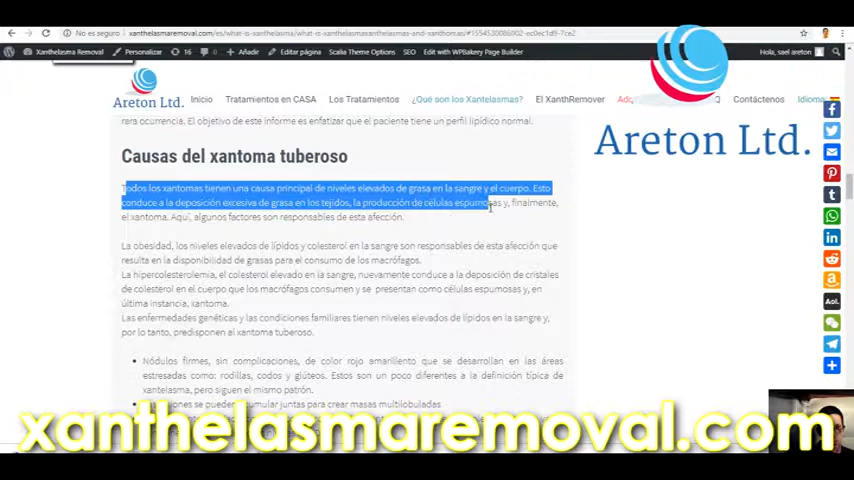 No es seguro | xanthelasmaremoval.com/es/what-is-xanthelasma/what-is-xanthelasmaxanthelasmas-and-xanthomas/#1554530086002-ec0ec1d9-7ce2
Xanthelasma Removal Personalizar 16 Añadir Editar página Scalia Theme Options SEO Edit with WPBakery Page Builder Hola, sael areton
Areton Ltd. Inicio Tratamientos en CASA Los Tratamientos ¿Qué son los Xantelasmas? El XanthRemover Contáctenos Idioma:
Areton Ltd.
rara ocurrencia. El objetivo de este informe es enfatizar que el paciente tiene un perfil lipídico normal.
Causas del xantoma tuberoso
Todos los xantomas tienen una causa principal de niveles elevados de grasa en la sangre y el cuerpo. Esto
conduce a la deposición excesiva de grasa en los tejidos, la producción de células espumosas y, finalmente,
el xantoma. Aquí, algunos factores son responsables de esta afección.
La obesidad, los niveles elevados de lípidos y colesterol en la sangre son responsables de esta afección que
resulta en la disponibilidad de grasas para el consumo de los macrófagos.
La hipercolesterolemia, el colesterol elevado en la sangre, nuevamente conduce a la deposición de cristales
de colesterol en el cuerpo que los macrófagos consumen y se presentan como células espumosas y, en
última instancia, xantoma.
Las enfermedades genéticas y las condiciones familiares tienen niveles elevados de lípidos en la sangre y,
por lo tanto, predisponen al xantoma tuberoso.
Nódulos firmes, sin complicaciones, de color rojo amarillento que se desarrollan en las áreas
estresadas como: rodillas, codos y glúteos. Estos son un poco diferentes a la definición típica de
xantelasma, pero siguen el mismo patrón.
se pueden acumular juntas para crear masas multilobuladas
Aol.
xanthelasmaremoval.com